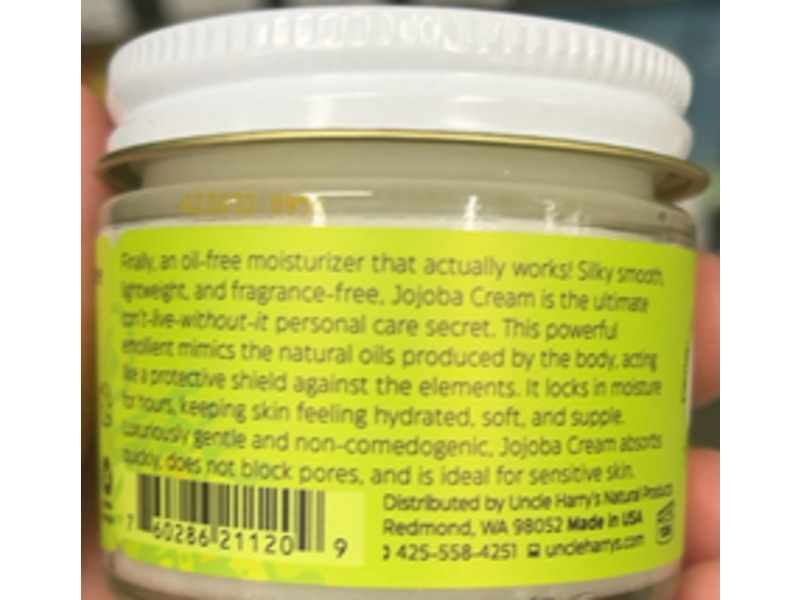 Finally, an oil-free moisturizer that actually works! Silky smooth,
lightweight, and fragrance-free, Jojoba Cream is the ultimate
can't-live-without-it personal care secret. This powerful
emollient mimics the natural oils produced by the body, acting
like a protective shield against the elements. It locks in moisture
for hours, keeping skin feeling hydrated, soft, and supple.
Luxuriously gentle and non-comedogenic, Jojoba Cream absorbs
quickly, does not block pores, and is ideal for sensitive skin.
Distributed by Uncle Harry's Natural Products
Redmond, WA 98052 Made in USA
425-558-4251 uncleharrys.com
7 60286 21120 9